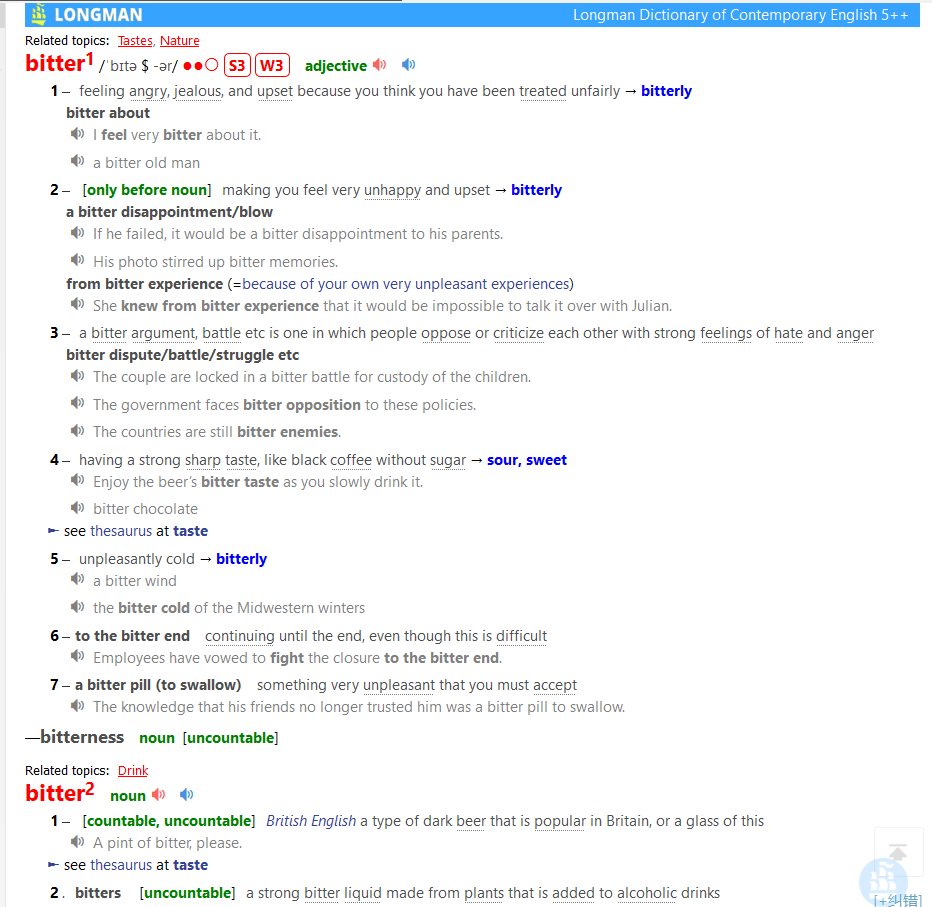 LONGMAN Longman Dictionary of Contemporary English 5++
Related topics: Tastes, Nature
bitter1 /ˈbɪtə $ -ər/ ●●○ S3 W3 adjective
1 – feeling angry, jealous, and upset because you think you have been treated unfairly → bitterly
bitter about
I feel very bitter about it.
a bitter old man
2 – [only before noun] making you feel very unhappy and upset → bitterly
a bitter disappointment/blow
If he failed, it would be a bitter disappointment to his parents.
His photo stirred up bitter memories.
from bitter experience (=because of your own very unpleasant experiences)
She knew from bitter experience that it would be impossible to talk it over with Julian.
3 – a bitter argument, battle etc is one in which people oppose or criticize each other with strong feelings of hate and anger
bitter dispute/battle/struggle etc
The couple are locked in a bitter battle for custody of the children.
The government faces bitter opposition to these policies.
The countries are still bitter enemies.
4 – having a strong sharp taste, like black coffee without sugar → sour, sweet
Enjoy the beer’s bitter taste as you slowly drink it.
bitter chocolate
► see thesaurus at taste
5 – unpleasantly cold → bitterly
a bitter wind
the bitter cold of the Midwestern winters
6 – to the bitter end continuing until the end, even though this is difficult
Employees have vowed to fight the closure to the bitter end.
7 – a bitter pill (to swallow) something very unpleasant that you must accept
The knowledge that his friends no longer trusted him was a bitter pill to swallow.
—bitterness noun [uncountable]
Related topics: Drink
bitter2 noun
1 – [countable, uncountable] British English a type of dark beer that is popular in Britain, or a glass of this
A pint of bitter, please.
► see thesaurus at taste
2 . bitters [uncountable] a strong bitter liquid made from plants that is added to alcoholic drinks
[+纠错]